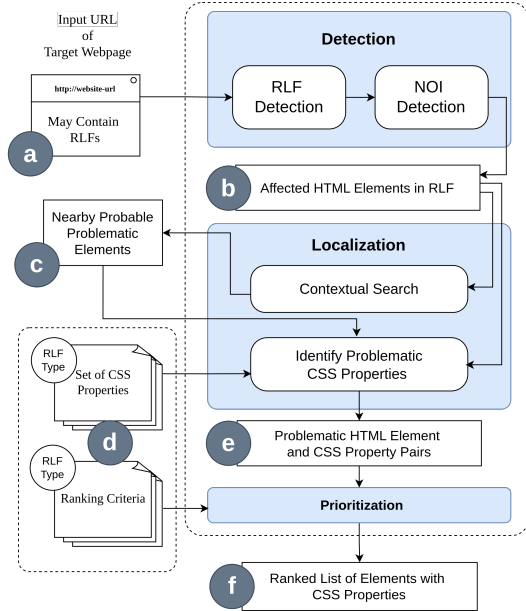 Input URL
of
Target Webpage
http://website-url
May Contain
RLFs
a
Detection
RLF
Detection
NOI
Detection
b
Affected HTML Elements in RLF
Nearby Probable
Problematic
Elements
c
Localization
Contextual Search
Identify Problematic
CSS Properties
RLF
Type
Set of CSS
Properties
d
RLF
Type
Ranking Criteria
e
Problematic HTML Element
and CSS Property Pairs
Prioritization
f
Ranked List of Elements with
CSS Properties